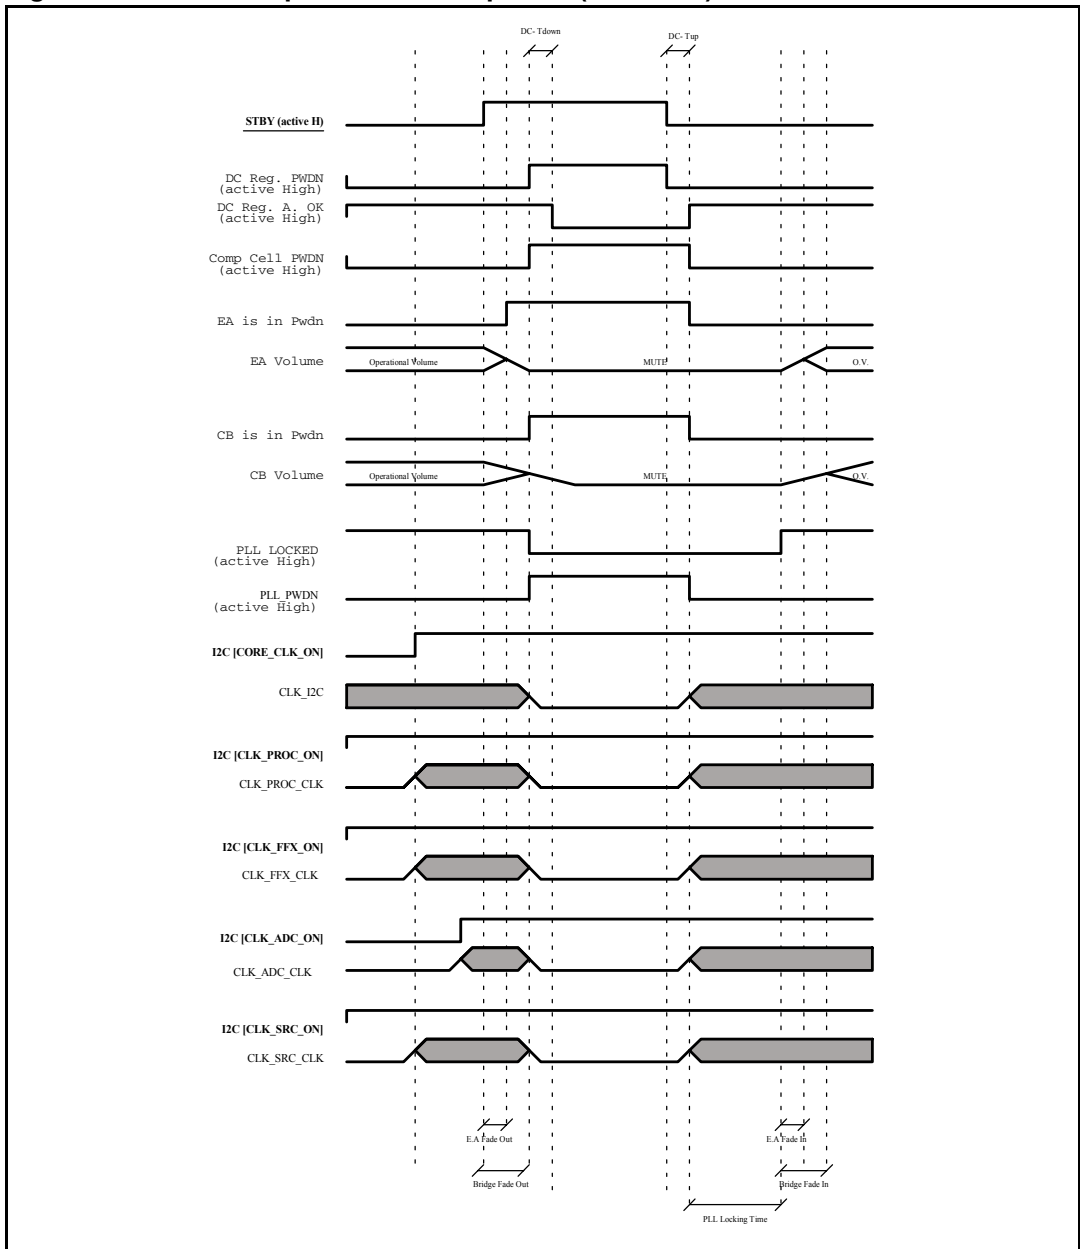 DC- Tdown
DC- Tup
STBY (active H)
DC Reg. PWDN
(active High)
DC Reg. A. OK
(active High)
Comp Cell PWDN
(active High)
EA is in Pwdn
EA Volume
Operational Volume
MUTE
O.V.
CB is in Pwdn
CB Volume
Operational Volume
MUTE
O.V.
PLL LOCKED
(active High)
PLL_PWDN
(active High)
I2C [CORE_CLK_ON]
CLK_I2C
I2C [CLK_PROC_ON]
CLK_PROC_CLK
I2C [CLK_FFX_ON]
CLK_FFX_CLK
I2C [CLK_ADC_ON]
CLK_ADC_CLK
I2C [CLK_SRC_ON]
CLK_SRC_CLK
E.A Fade Out
E.A Fade In
Bridge Fade Out
Bridge Fade In
PLL Locking Time